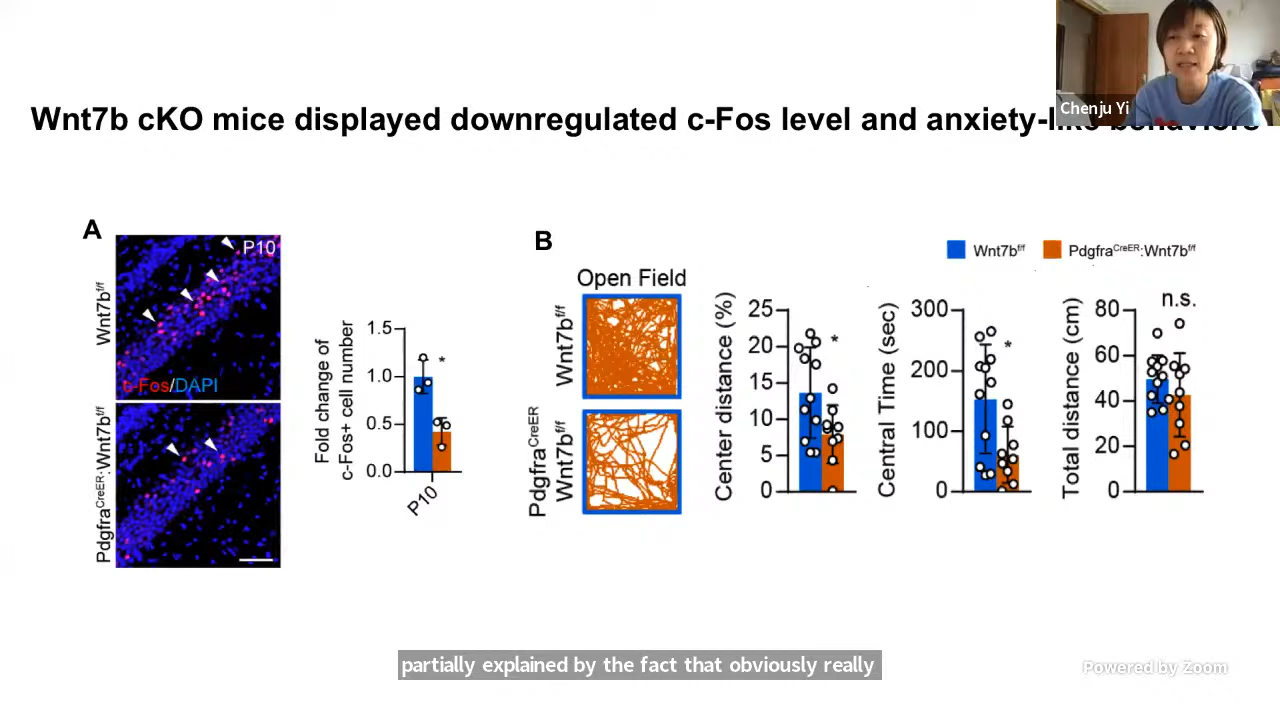 Chenju Yi
Wnt7b cKO mice displayed downregulated c-Fos level and anxiety-like behaviors
A
Wnt7b^f/f
P10
c-Fos/DAPI
Pdgfra^CreER:Wnt7b^f/f
Fold change of
c-Fos+ cell number
1.5
1.0
0.5
0.0
*
P10
B
Wnt7b^f/f
Pdgfra^CreER:Wnt7b^f/f
Open Field
Wnt7b^f/f
Pdgfra^CreER
Wnt7b^f/f
Center distance (%)
25
20
15
10
5
0
*
Central Time (sec)
300
200
100
0
*
Total distance (cm)
80
60
40
20
0
n.s.
partially explained by the fact that obviously really
Powered by Zoom